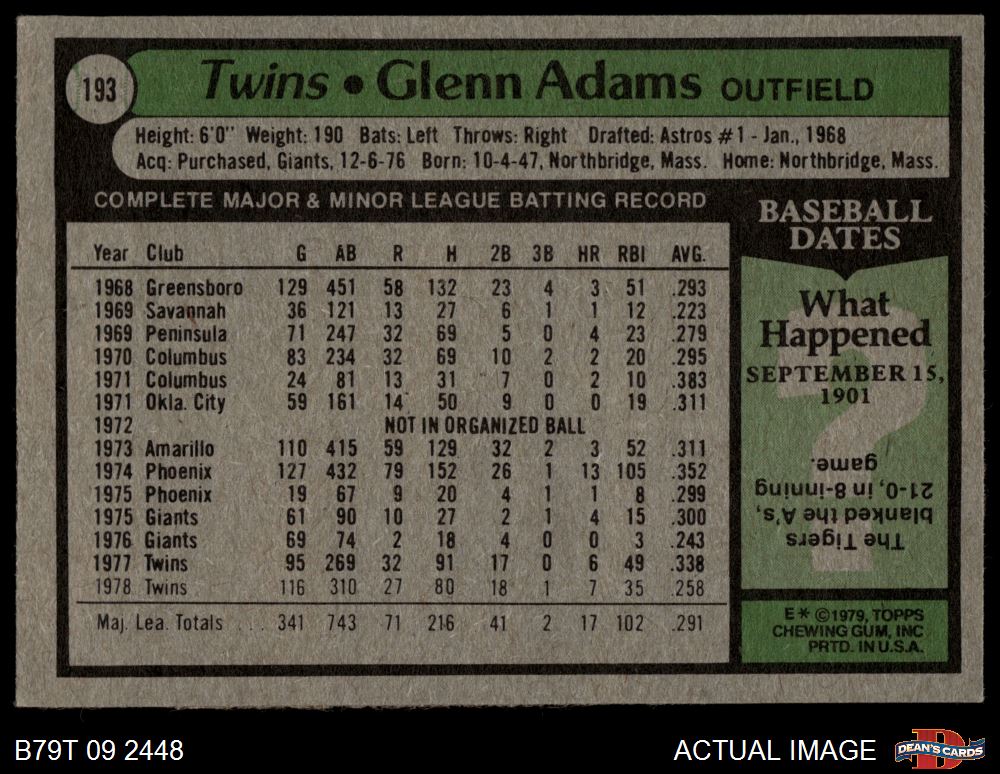 193
Twins • Glenn Adams OUTFIELD
Height: 6'0" Weight: 190 Bats: Left Throws: Right Drafted: Astros #1 - Jan., 1968
Acq: Purchased, Giants, 12-6-76 Born: 10-4-47, Northbridge, Mass. Home: Northbridge, Mass.
COMPLETE MAJOR & MINOR LEAGUE BATTING RECORD
Year Club G AB R H 2B 3B HR RBI AVG.
1968 Greensboro 129 451 58 132 23 4 3 51 .293
1969 Savannah 36 121 13 27 6 1 1 12 .223
1969 Peninsula 71 247 32 69 5 0 4 23 .279
1970 Columbus 83 234 32 69 10 2 2 20 .295
1971 Columbus 24 81 13 31 7 0 2 10 .383
1971 Okla. City 59 161 14 50 9 0 0 19 .311
1972 NOT IN ORGANIZED BALL
1973 Amarillo 110 415 59 129 32 2 3 52 .311
1974 Phoenix 127 432 79 152 26 1 13 105 .352
1975 Phoenix 19 67 9 20 4 1 1 8 .299
1975 Giants 61 90 10 27 2 1 4 15 .300
1976 Giants 69 74 2 18 4 0 0 3 .243
1977 Twins 95 269 32 91 17 0 6 49 .338
1978 Twins 116 310 27 80 18 1 7 35 .258
Maj. Lea. Totals . . . 341 743 71 216 41 2 17 102 .291
BASEBALL
DATES
What
Happened
SEPTEMBER 15,
1901
?
The Tigers
blanked the A's,
21-0, in 8-inning
game.
E* ©1979, TOPPS
CHEWING GUM, INC
PRTD. IN U.S.A.
B79T 09 2448
ACTUAL IMAGE
D
DEAN'S CARDS